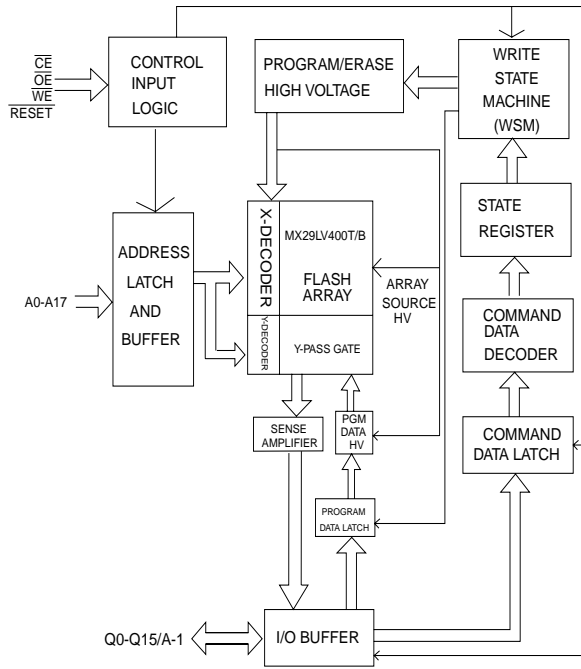 CE
OE
WE
RESET
CONTROL
INPUT
LOGIC
PROGRAM/ERASE
HIGH VOLTAGE
WRITE
STATE
MACHINE
(WSM)
STATE
REGISTER
A0-A17
ADDRESS
LATCH
AND
BUFFER
X-DECODER
MX29LV400T/B
FLASH
ARRAY
ARRAY
SOURCE
HV
Y-DECODER
Y-PASS GATE
COMMAND
DATA
DECODER
SENSE
AMPLIFIER
PGM
DATA
HV
COMMAND
DATA LATCH
PROGRAM
DATA LATCH
Q0-Q15/A-1
I/O BUFFER